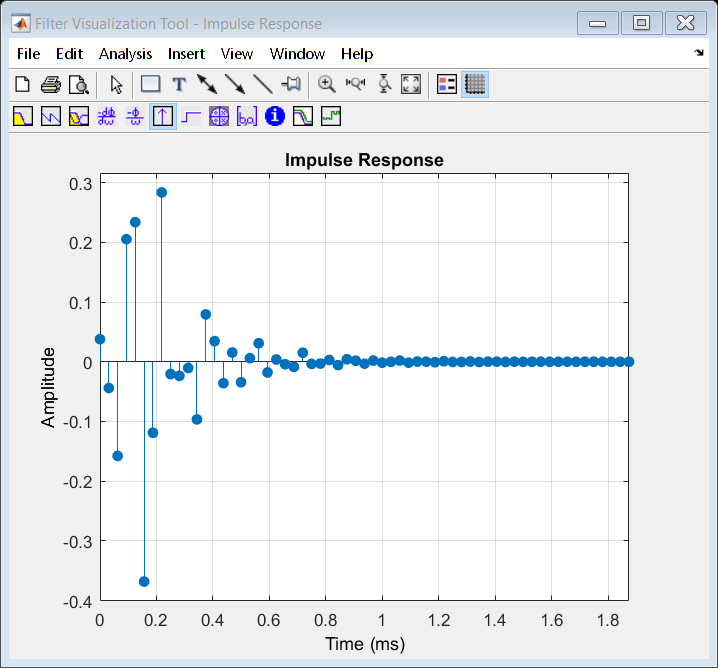 Filter Visualization Tool - Impulse Response
File Edit Analysis Insert View Window Help
Impulse Response
0.3
0.2
0.1
0
-0.1
-0.2
-0.3
-0.4
Amplitude
0 0.2 0.4 0.6 0.8 1 1.2 1.4 1.6 1.8
Time (ms)